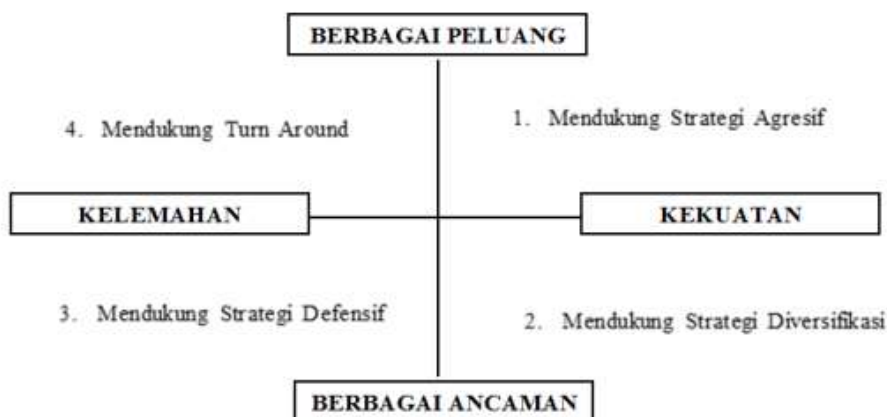 BERBAGAI PELUANG
4. Mendukung Turn Around
1. Mendukung Strategi Agresif
KELEMAHAN
KEKUATAN
3. Mendukung Strategi Defensif
2. Mendukung Strategi Diversifikasi
BERBAGAI ANCAMAN